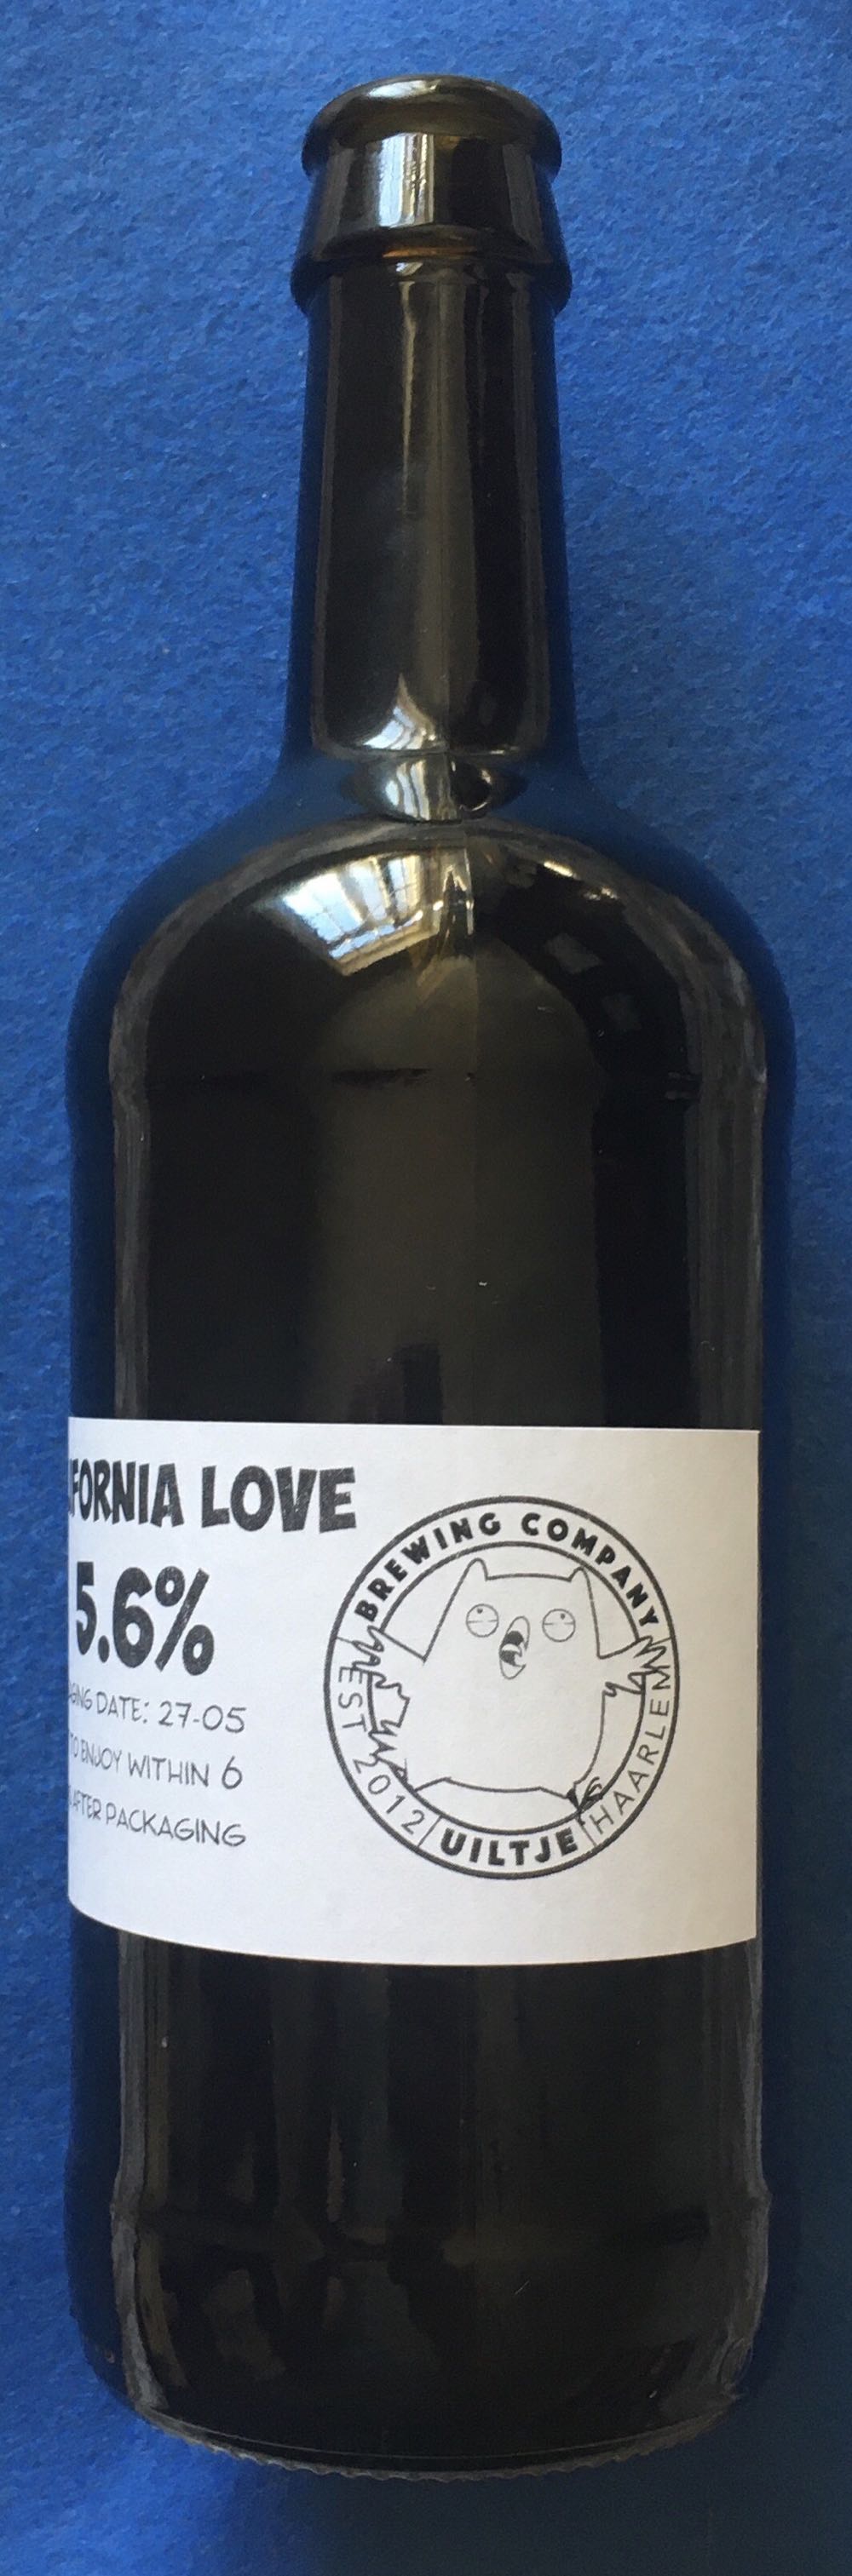 IFORNIA LOVE
5.6%
GING DATE: 27-05
TO ENJOY WITHIN 6
AFTER PACKAGING
BREWING COMPANY
EST 2012
UILTJE
HAARLEM